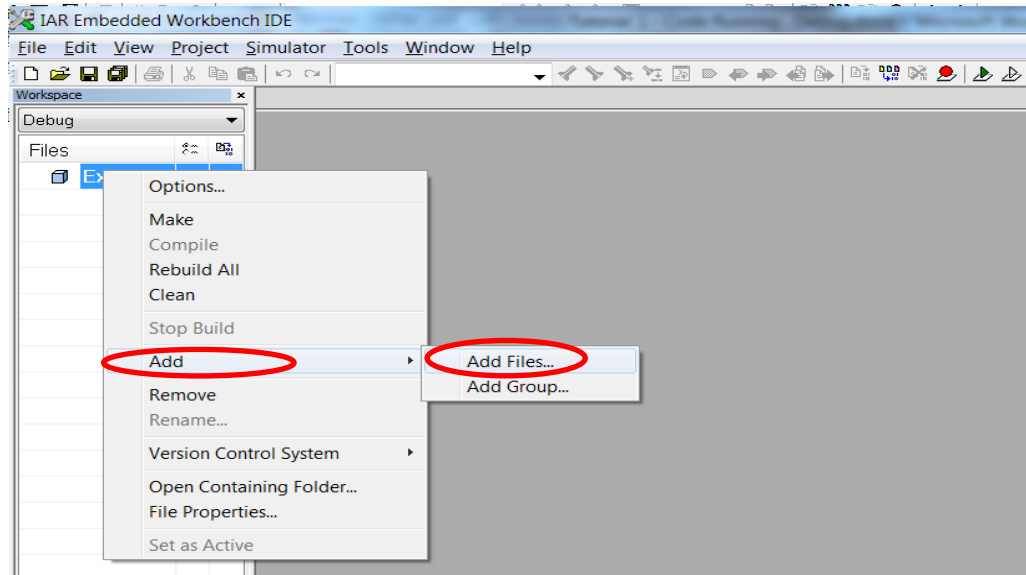 IAR Embedded Workbench IDE
File Edit View Project Simulator Tools Window Help
Workspace
Debug
Files
Options...
Make
Compile
Rebuild All
Clean
Stop Build
Add
Add Files...
Add Group...
Remove
Rename...
Version Control System
Open Containing Folder...
File Properties...
Set as Active